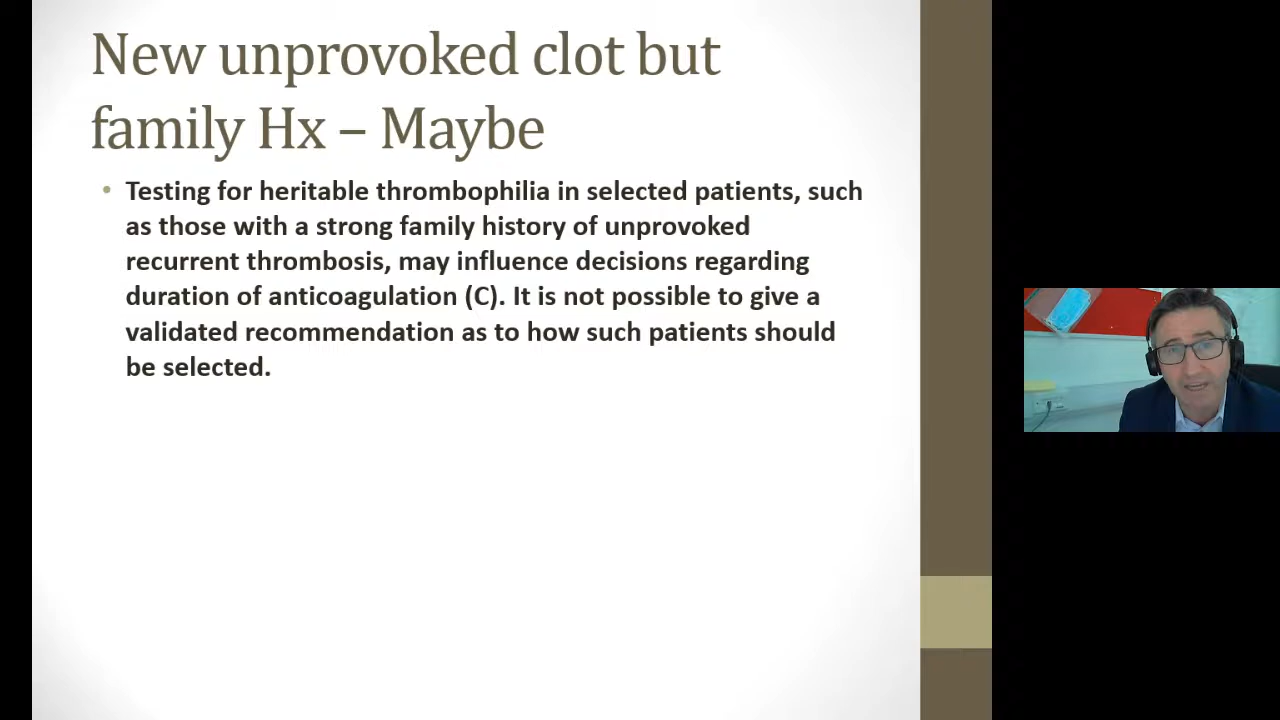 New unprovoked clot but
family Hx – Maybe
• Testing for heritable thrombophilia in selected patients, such
as those with a strong family history of unprovoked
recurrent thrombosis, may influence decisions regarding
duration of anticoagulation (C). It is not possible to give a
validated recommendation as to how such patients should
be selected.